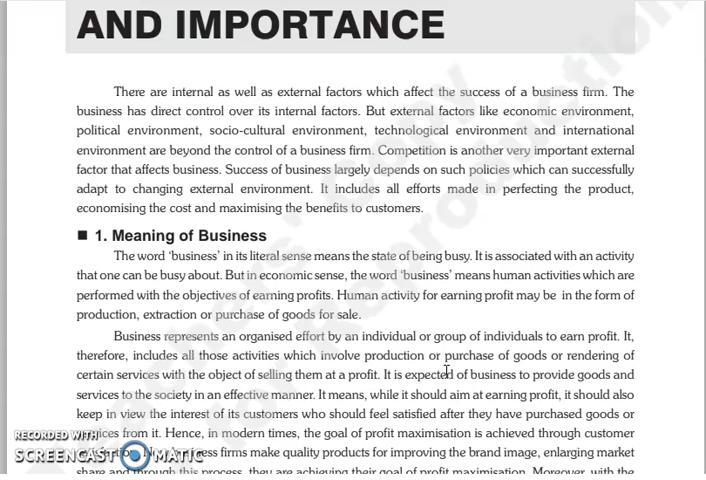 AND IMPORTANCE
There are internal as well as external factors which affect the success of a business firm. The
business has direct control over its internal factors. But external factors like economic environment,
political environment, socio-cultural environment, technological environment and international
environment are beyond the control of a business firm. Competition is another very important external
factor that affects business. Success of business largely depends on such policies which can successfully
adapt to changing external environment. It includes all efforts made in perfecting the product,
economising the cost and maximising the benefits to customers.
■ 1. Meaning of Business
The word 'business' in its literal sense means the state of being busy. It is associated with an activity
that one can be busy about. But in economic sense, the word 'business' means human activities which are
performed with the objectives of earning profits. Human activity for earning profit may be in the form of
production, extraction or purchase of goods for sale.
Business represents an organised effort by an individual or group of individuals to earn profit. It,
therefore, includes all those activities which involve production or purchase of goods or rendering of
certain services with the object of selling them at a profit. It is expected of business to provide goods and
services to the society in an effective manner. It means, while it should aim at earning profit, it should also
keep in view the interest of its customers who should feel satisfied after they have purchased goods or
from it. Hence, in modern times, the goal of profit maximisation is achieved through customer
firms make quality products for improving the brand image, enlarging market
share and through this process, they are achieving their goal of profit maximisation. Moreover, with the
RECORDED WITH
SCREENCAST MATIC
Teachers' Copy
for Reproduction